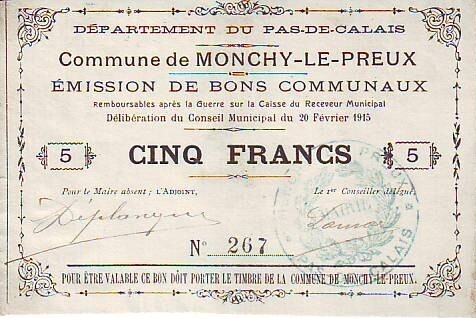 DÉPARTEMENT DU PAS-DE-CALAIS
Commune de MONCHY-LE-PREUX
ÉMISSION DE BONS COMMUNAUX
Remboursables après la Guerre sur la Caisse du Receveur Municipal
Délibération du Conseil Municipal du 20 Février 1915
5 CINQ FRANCS 5
Pour le Maire absent ; L'ADJOINT, Le 1er Conseiller délégué,
N° 267
POUR ÊTRE VALABLE CE BON DOIT PORTER LE TIMBRE DE LA COMMUNE DE MONCHY-LE-PREUX.